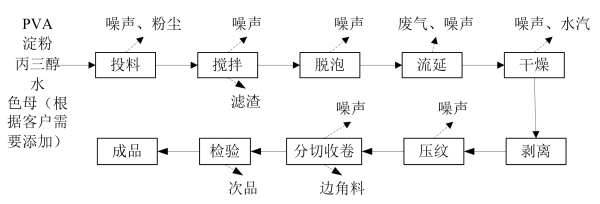 PVA
淀粉
丙三醇
水
色母（根
据客户需
要添加）
噪声、粉尘
噪声
噪声
废气、噪声
噪声、水汽
投料
搅拌
脱泡
流延
干燥
滤渣
噪声
噪声
成品
检验
分切收卷
压纹
剥离
次品
边角料